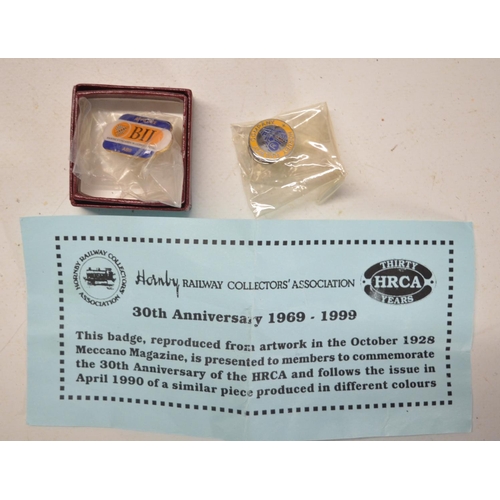 BII
HORNBY RAILWAY COLLECTORS
ASSOCIATION
Hornby RAILWAY COLLECTORS' ASSOCIATION
THIRTY
HRCA
YEARS
30th Anniversary 1969 - 1999
This badge, reproduced from artwork in the October 1928
Meccano Magazine, is presented to members to commemorate
the 30th Anniversary of the HRCA and follows the issue in
April 1990 of a similar piece produced in different colours